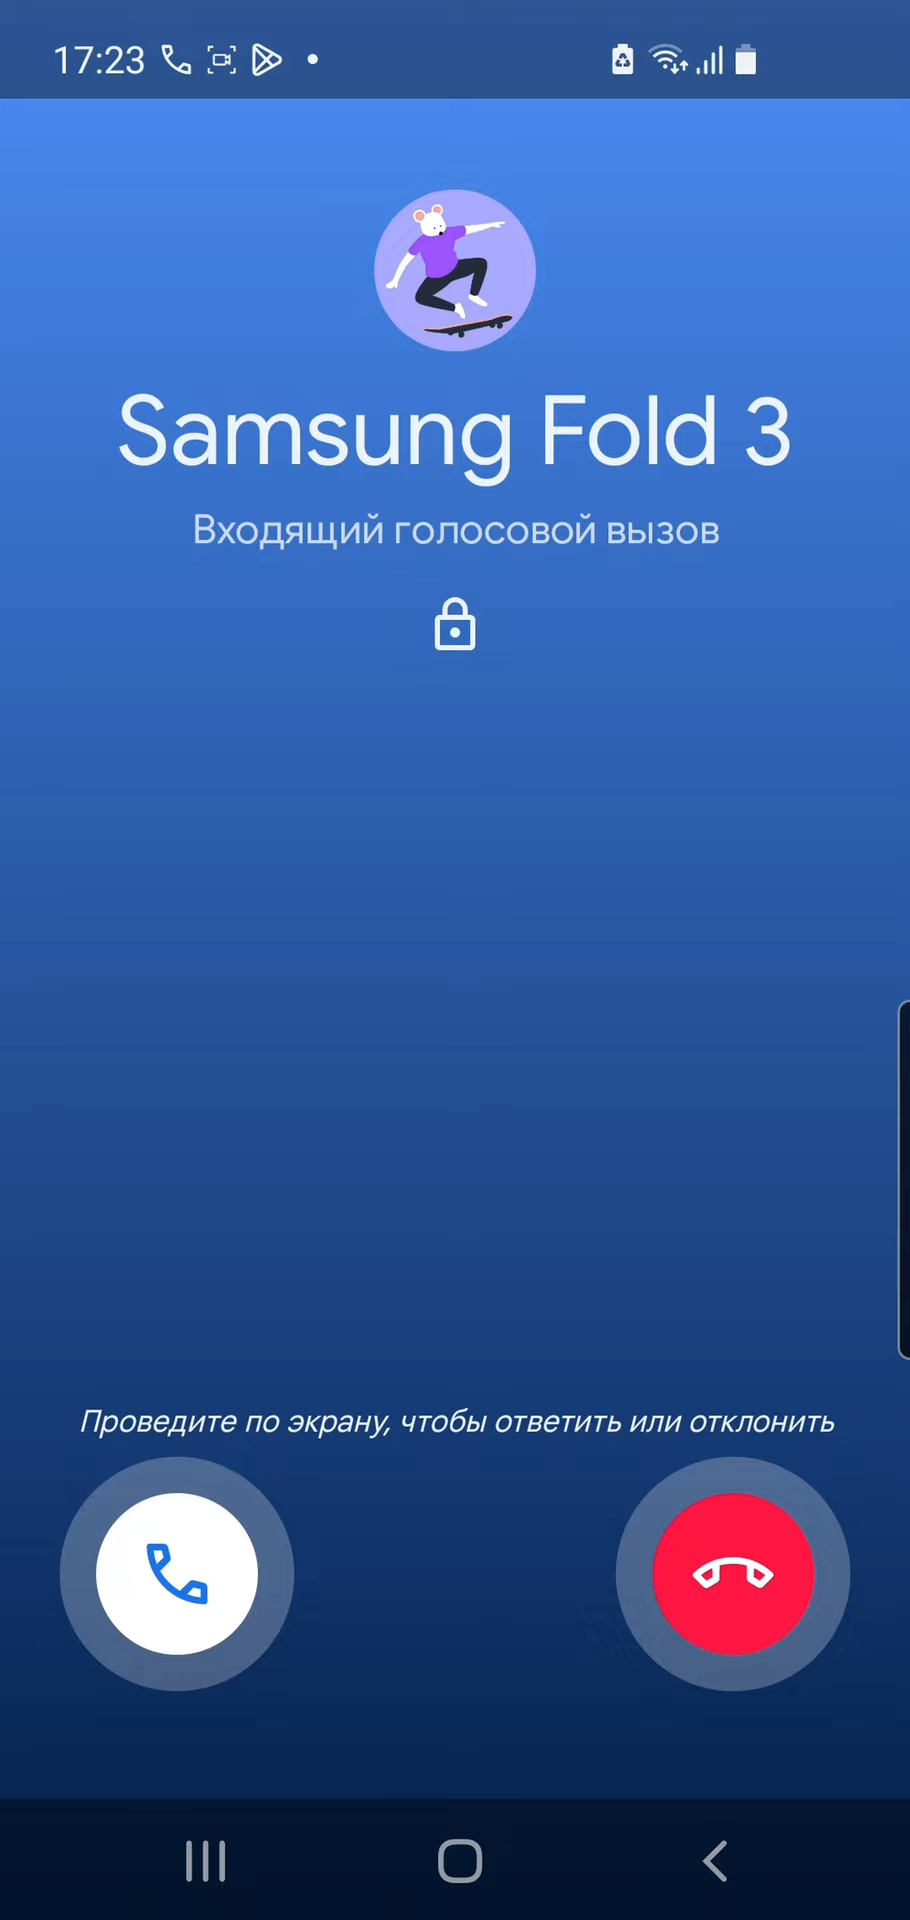 17:23
Samsung Fold 3
Входящий голосовой вызов
Проведите по экрану, чтобы ответить или отклонить